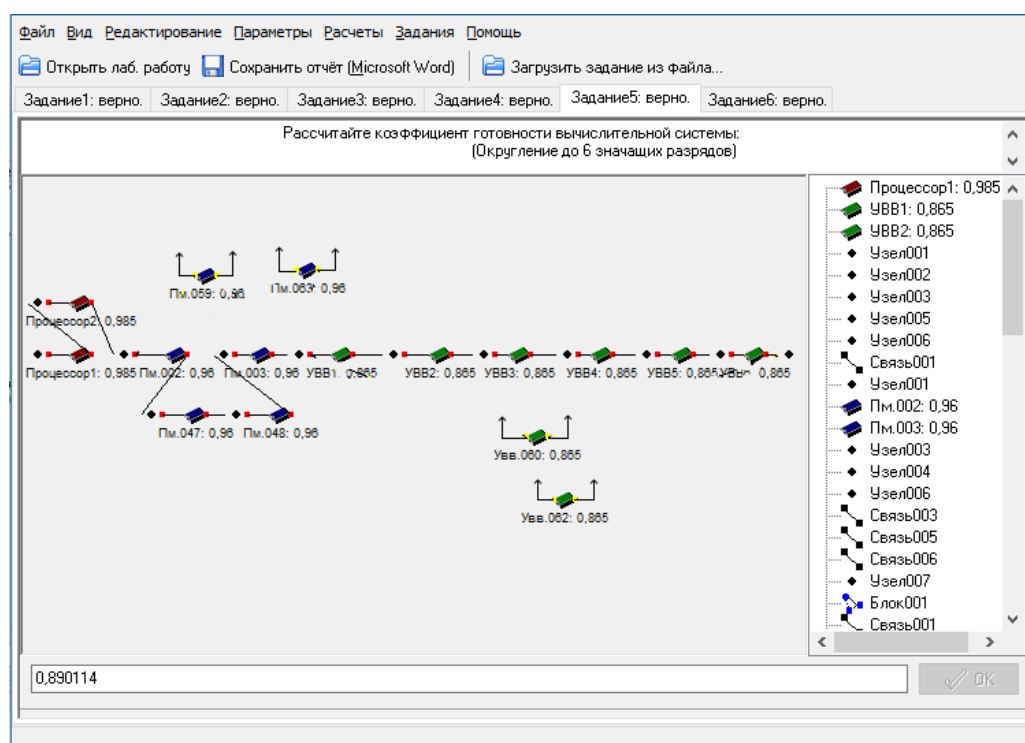 Файл Вид Редактирование Параметры Расчеты Задания Помощь
Открыть лаб. работу Сохранить отчёт (Microsoft Word) Загрузить задание из файла...
Задание1: верно. Задание2: верно. Задание3: верно. Задание4: верно. Задание5: верно. Задание6: верно.
Рассчитайте коэффициент готовности вычислительной системы:
(Округление до 6 значащих разрядов)
Пм.059: 0,96 Пм.063: 0,96
Процессор2: 0,985
Процессор1: 0,985 Пм.002: 0,96 Пм.003: 0,96 УВВ1: 0,865 УВВ2: 0,865 УВВ3: 0,865 УВВ4: 0,865 УВВ5: 0,865 0,865
Пм.047: 0,96 Пм.048: 0,96
Увв.060: 0,865
Увв.062: 0,865
Процессор1: 0,985
УВВ1: 0,865
УВВ2: 0,865
Узел001
Узел002
Узел003
Узел005
Узел006
Связь001
Узел001
Пм.002: 0,96
Пм.003: 0,96
Узел003
Узел004
Узел006
Связь003
Связь005
Связь006
Узел007
Блок001
Связь001
0,890114
OK